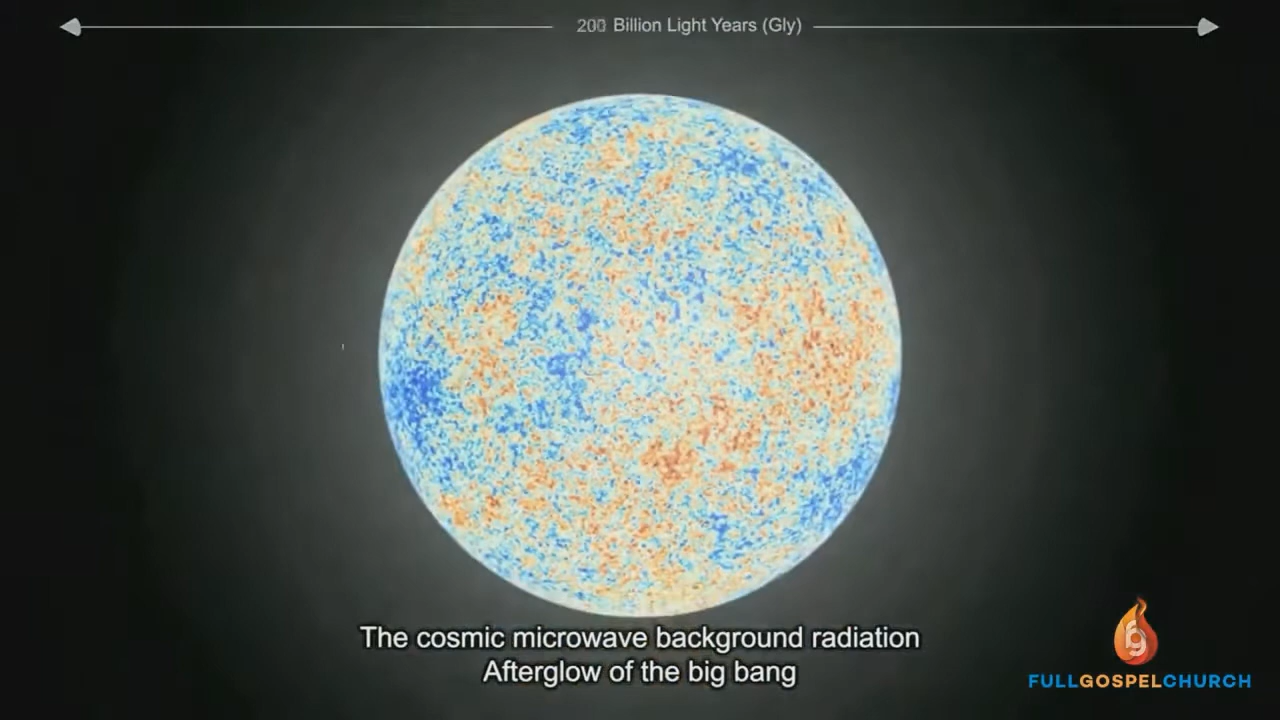 200 Billion Light Years (Gly)
The cosmic microwave background radiation
Afterglow of the big bang
FULLGOSPELCHURCH